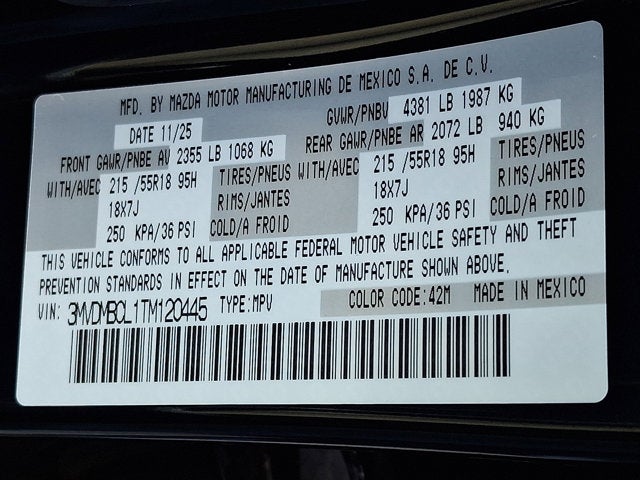 MFD. BY MAZDA MOTOR MANUFACTURING DE MEXICO S.A. DE C.V.
DATE 11/25 GVWR/PNBV 4381 LB 1987 KG
FRONT GAWR/PNBE AV 2355 LB 1068 KG REAR GAWR/PNBE AR 2072 LB 940 KG
WITH/AVEC 215 /55R18 95H TIRES/PNEUS WITH/AVEC 215 /55R18 95H TIRES/PNEUS
18X7J RIMS/JANTES 18X7J RIMS/JANTES
250 KPA/36 PSI COLD/A FROID 250 KPA/36 PSI COLD/A FROID
THIS VEHICLE CONFORMS TO ALL APPLICABLE FEDERAL MOTOR VEHICLE SAFETY AND THEFT
PREVENTION STANDARDS IN EFFECT ON THE DATE OF MANUFACTURE SHOWN ABOVE.
VIN: 3MVDMBCL1TM120445 TYPE:MPV COLOR CODE:42M MADE IN MEXICO